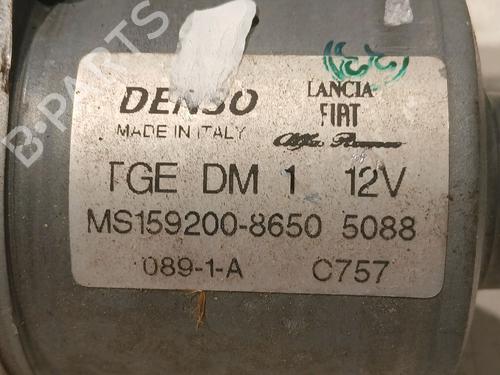 B-PARTS
DENSO LANCIA
MADE IN ITALY FIAT
Alfa Romeo
TGE DM 1 12V
MS159200-8650 5088
089-1-A C757